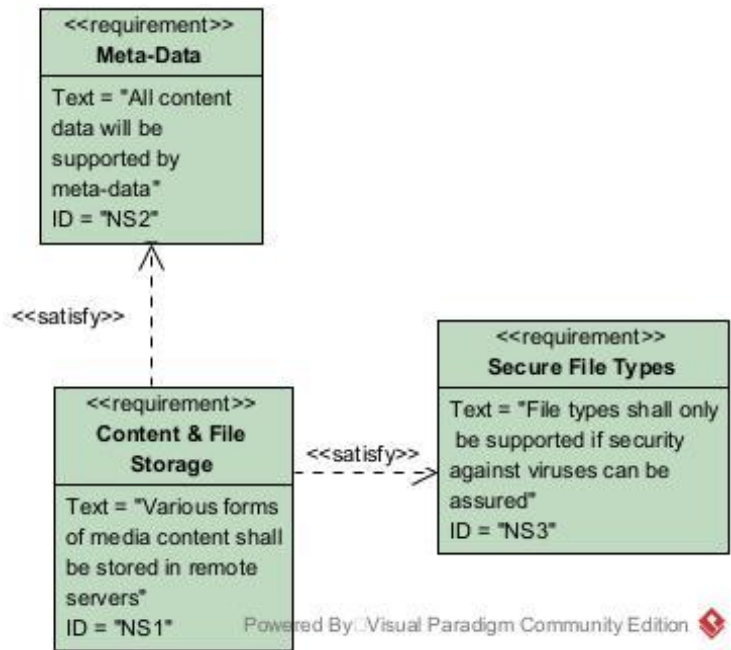 <<requirement>>
Meta-Data
Text = "All content
data will be
supported by
meta-data"
ID = "NS2"
<<satisfy>>
<<requirement>>
Secure File Types
Text = "File types shall only
be supported if security
against viruses can be
assured"
ID = "NS3"
<<satisfy>>
<<requirement>>
Content & File
Storage
Text = "Various forms
of media content shall
be stored in remote
servers"
ID = "NS1"
Powered By Visual Paradigm Community Edition